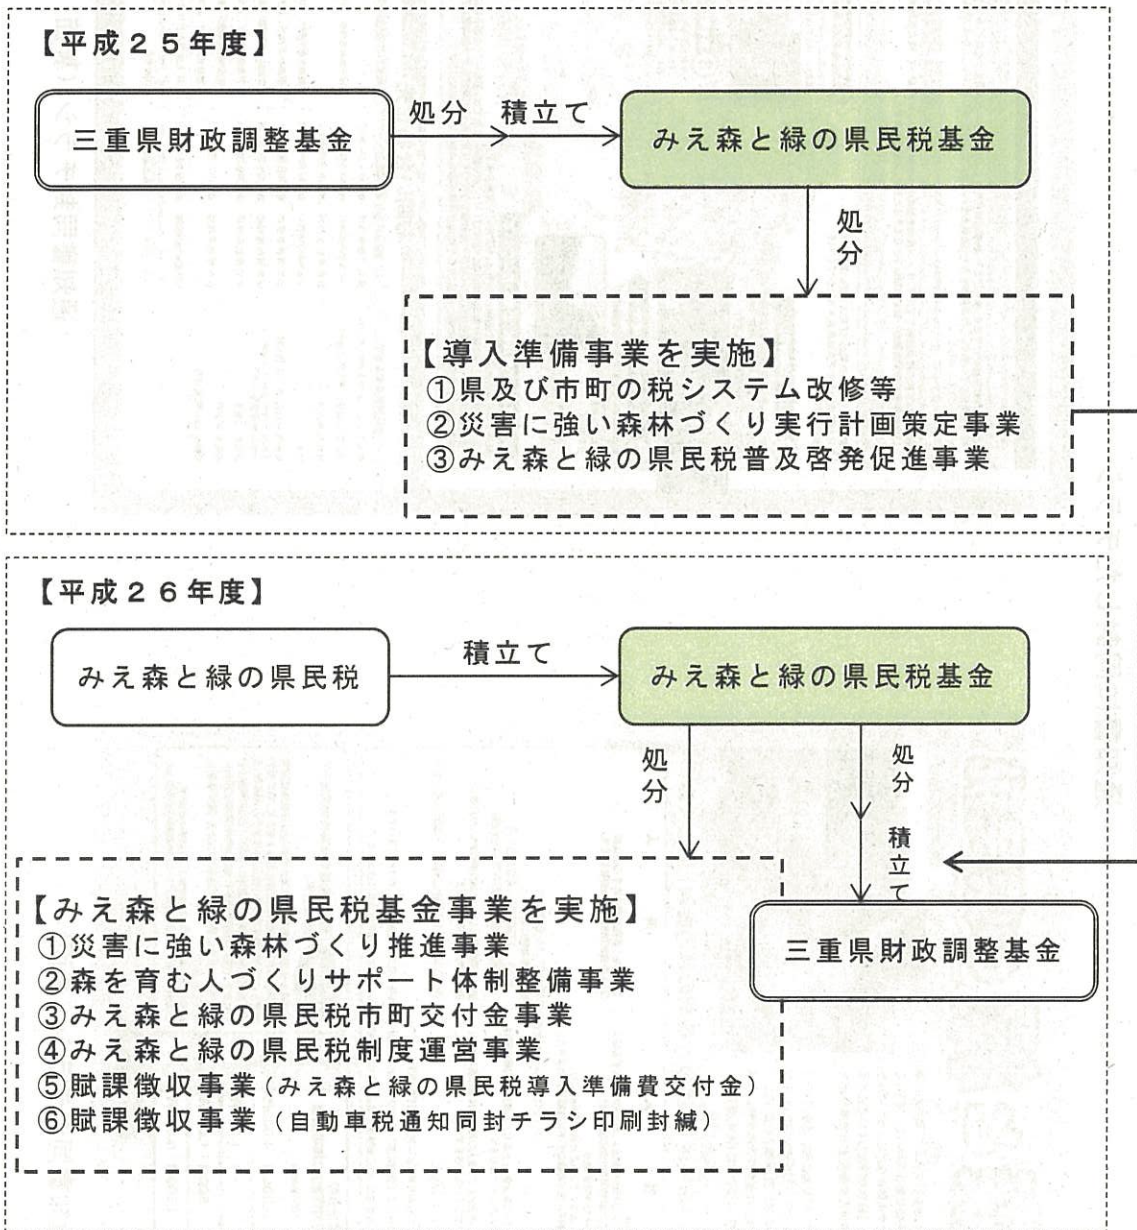 【平成２５年度】
三重県財政調整基金
処分 積立て
みえ森と緑の県民税基金
処分
【導入準備事業を実施】
①県及び市町の税システム改修等
②災害に強い森林づくり実行計画策定事業
③みえ森と緑の県民税普及啓発促進事業
【平成２６年度】
みえ森と緑の県民税
積立て
みえ森と緑の県民税基金
処分
処分
積立て
【みえ森と緑の県民税基金事業を実施】
①災害に強い森林づくり推進事業
②森を育む人づくりサポート体制整備事業
③みえ森と緑の県民税市町交付金事業
④みえ森と緑の県民税制度運営事業
⑤賦課徴収事業（みえ森と緑の県民税導入準備費交付金）
⑥賦課徴収事業（自動車税通知同封チラシ印刷封緘）
三重県財政調整基金